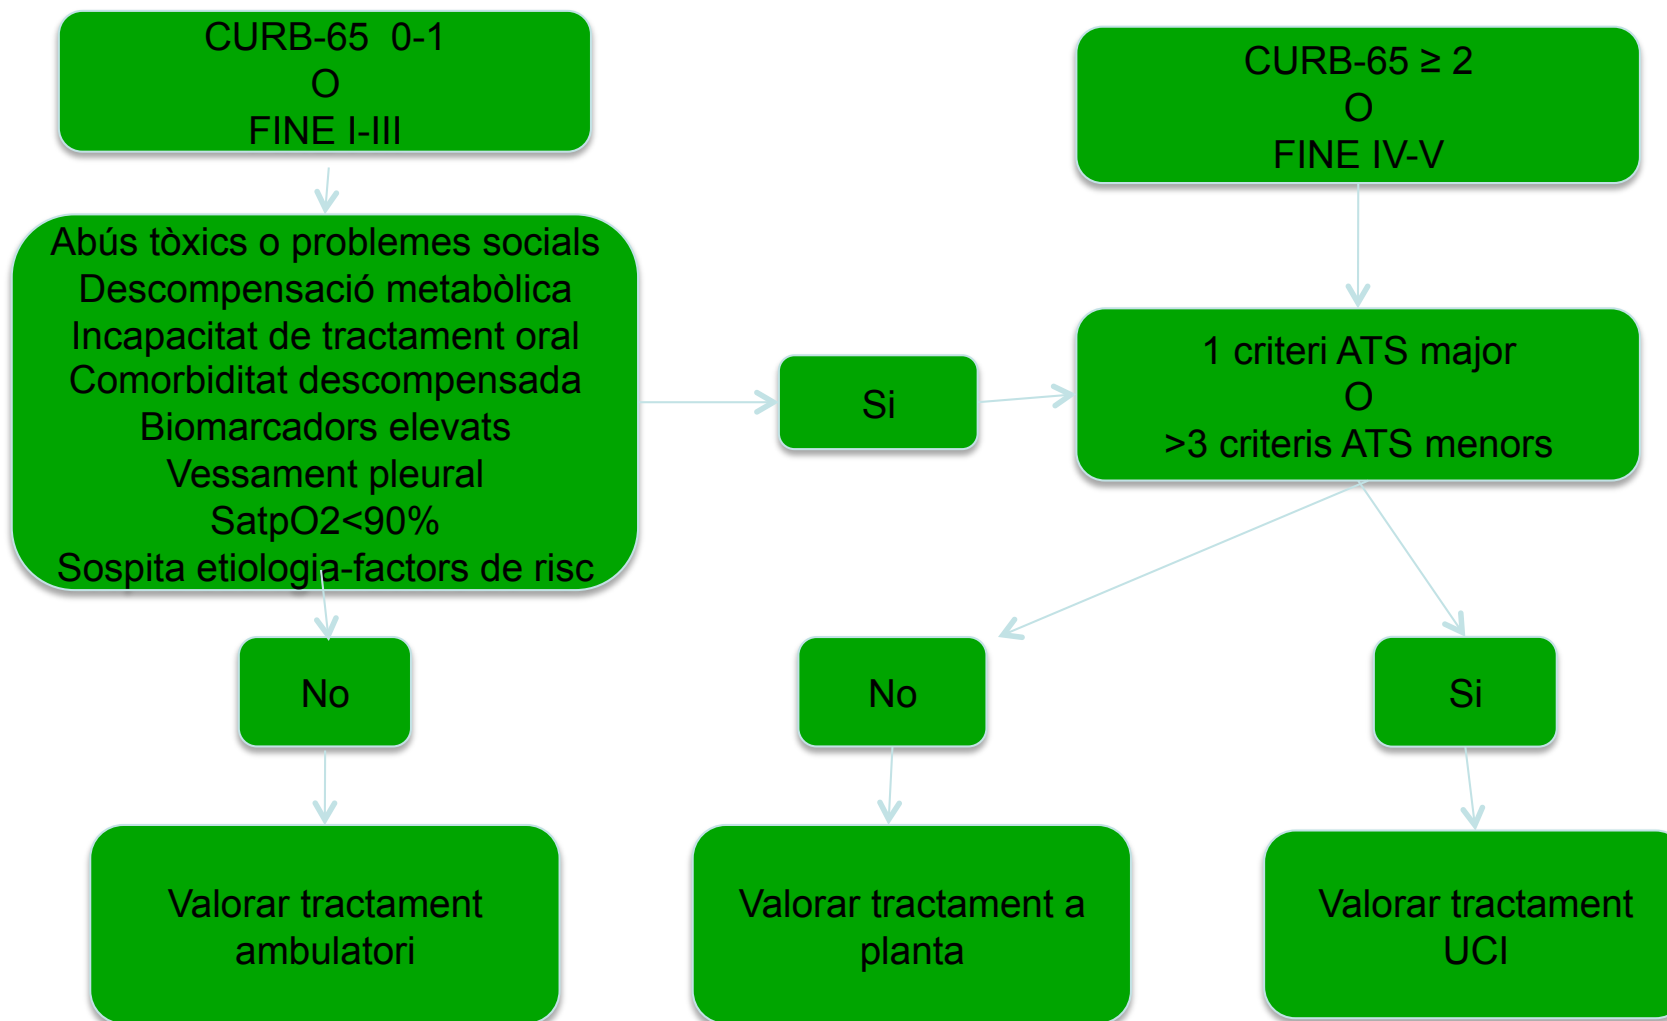 CURB-65 0-1
O
FINE I-III
CURB-65 ≥ 2
O
FINE IV-V
Abús tòxics o problemes socials
Descompensació metabòlica
Incapacitat de tractament oral
Comorbiditat descompensada
Biomarcadors elevats
Vessament pleural
SatpO2<90%
Sospita etiologia-factors de risc
Si
1 criteri ATS major
O
>3 criteris ATS menors
No
No
Si
Valorar tractament
ambulatori
Valorar tractament a
planta
Valorar tractament
UCI